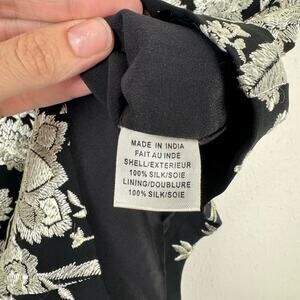 MADE IN INDIA
FAIT AU INDE
SHELL/EXTERIEUR
100% SILK/SOIE
LINING/DOUBLURE
100% SILK/SOIE